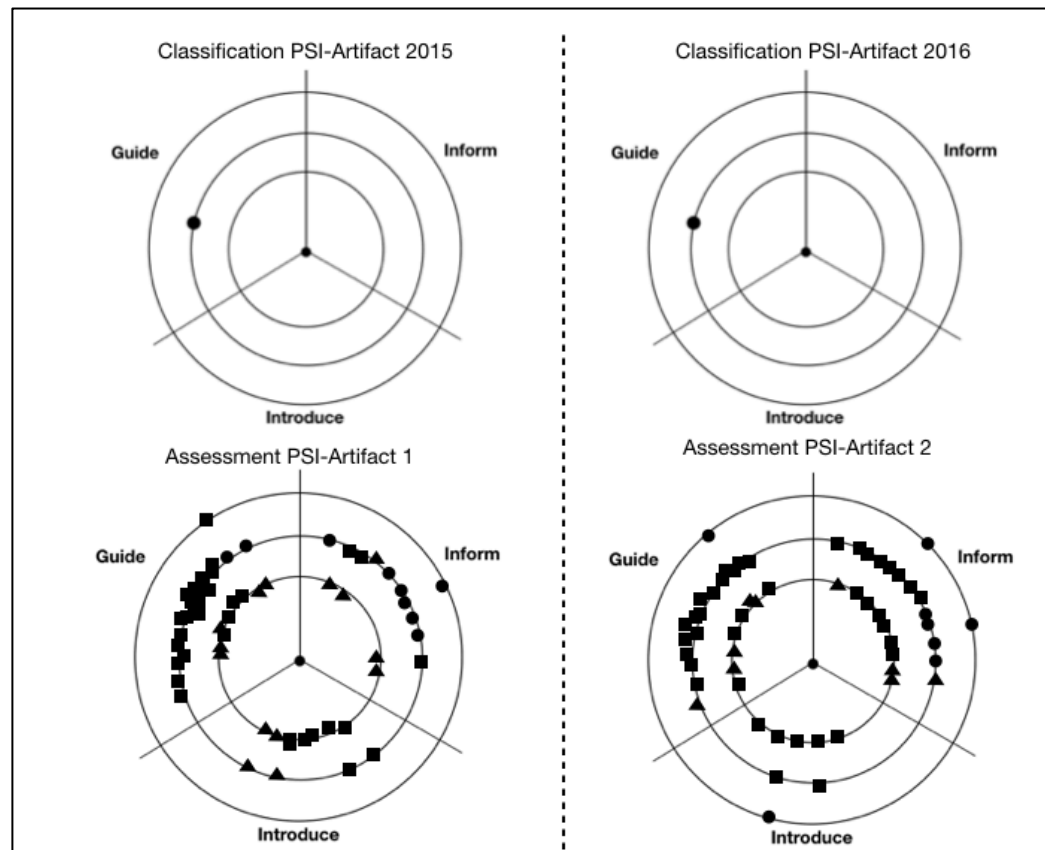 Classification PSI-Artifact 2015
Guide
Inform
Introduce
Classification PSI-Artifact 2016
Guide
Inform
Introduce
Assessment PSI-Artifact 1
Guide
Inform
Introduce
Assessment PSI-Artifact 2
Guide
Inform
Introduce